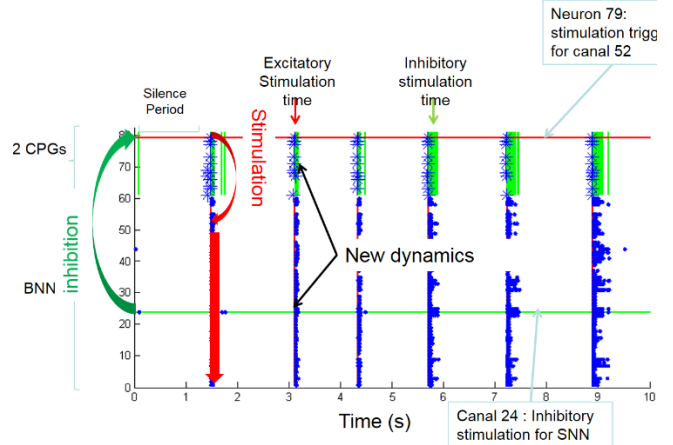 Neuron 79:
stimulation trigg
for canal 52
Excitatory
Stimulation
time
Inhibitory
stimulation
time
Silence
Period
2 CPGs
BNN
inhibition
Stimulation
New dynamics
80
70
60
50
40
30
20
10
0
0 1 2 3 4 5 6 7 8 9 10
Time (s)
Canal 24 : Inhibitory
stimulation for SNN